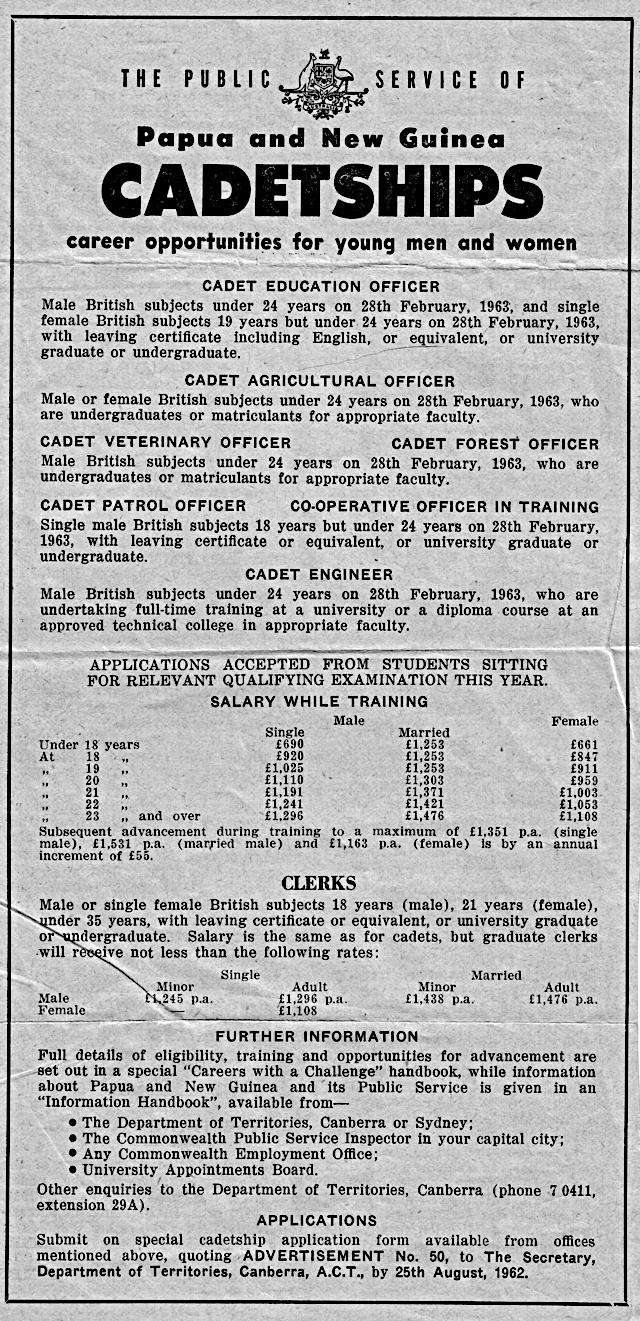 THE PUBLIC SERVICE OF
Papua and New Guinea
CADETSHIPS
career opportunities for young men and women
CADET EDUCATION OFFICER
Male British subjects under 24 years on 28th February, 1963, and single
female British subjects 19 years but under 24 years on 28th February, 1963,
with leaving certificate including English, or equivalent, or university
graduate or undergraduate.
CADET AGRICULTURAL OFFICER
Male or female British subjects under 24 years on 28th February, 1963, who
are undergraduates or matriculants for appropriate faculty.
CADET VETERINARY OFFICER CADET FOREST OFFICER
Male British subjects under 24 years on 28th February, 1963, who are
undergraduates or matriculants for appropriate faculty.
CADET PATROL OFFICER CO-OPERATIVE OFFICER IN TRAINING
Single male British subjects 18 years but under 24 years on 28th February,
1963, with leaving certificate or equivalent, or university graduate or
undergraduate.
CADET ENGINEER
Male British subjects under 24 years on 28th February, 1963, who are
undertaking full-time training at a university or a diploma course at an
approved technical college in appropriate faculty.
APPLICATIONS ACCEPTED FROM STUDENTS SITTING
FOR RELEVANT QUALIFYING EXAMINATION THIS YEAR.
SALARY WHILE TRAINING
Male Female
Single Married
Under 18 years £690 £1,253 £661
At 18 „ £920 £1,253 £847
„ 19 „ £1,025 £1,253 £911
„ 20 „ £1,110 £1,303 £959
„ 21 „ £1,191 £1,371 £1,003
„ 22 „ £1,241 £1,421 £1,053
„ 23 „ and over £1,296 £1,476 £1,108
Subsequent advancement during training to a maximum of £1,351 p.a. (single
male), £1,531 p.a. (married male) and £1,163 p.a. (female) is by an annual
increment of £55.
CLERKS
Male or single female British subjects 18 years (male), 21 years (female),
under 35 years, with leaving certificate or equivalent, or university graduate
or undergraduate. Salary is the same as for cadets, but graduate clerks
will receive not less than the following rates:
Single Married
Minor Adult Minor Adult
Male £1,245 p.a. £1,296 p.a. £1,438 p.a. £1,476 p.a.
Female — £1,108
FURTHER INFORMATION
Full details of eligibility, training and opportunities for advancement are
set out in a special "Careers with a Challenge" handbook, while information
about Papua and New Guinea and its Public Service is given in an
"Information Handbook", available from—
• The Department of Territories, Canberra or Sydney;
• The Commonwealth Public Service Inspector in your capital city;
• Any Commonwealth Employment Office;
• University Appointments Board.
Other enquiries to the Department of Territories, Canberra (phone 7 0411,
extension 29A).
APPLICATIONS
Submit on special cadetship application form available from offices
mentioned above, quoting ADVERTISEMENT No. 50, to The Secretary,
Department of Territories, Canberra, A.C.T., by 25th August, 1962.